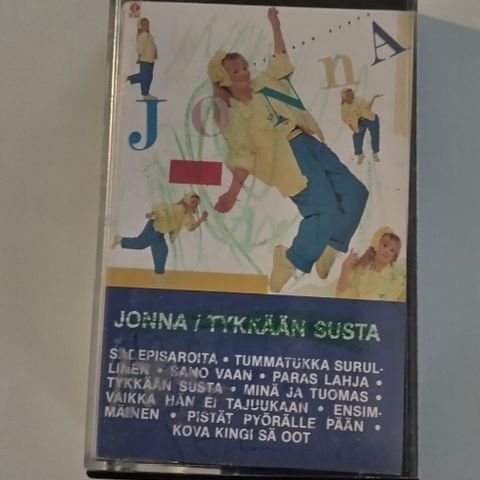 JoNnA
JONNA / TYKKÄÄN SUSTA
SADEPISAROITA • TUMMATUKKA SURUL-
LINEN • SANO VAAN • PARAS LAHJA •
TYKKÄÄN SUSTA • MINÄ JA TUOMAS •
VAIKKA HÄN EI TAJUUKAAN • ENSIM-
MÄINEN • PISTÄT PYÖRÄLLE PÄÄN •
KOVA KINGI SÄ OOT